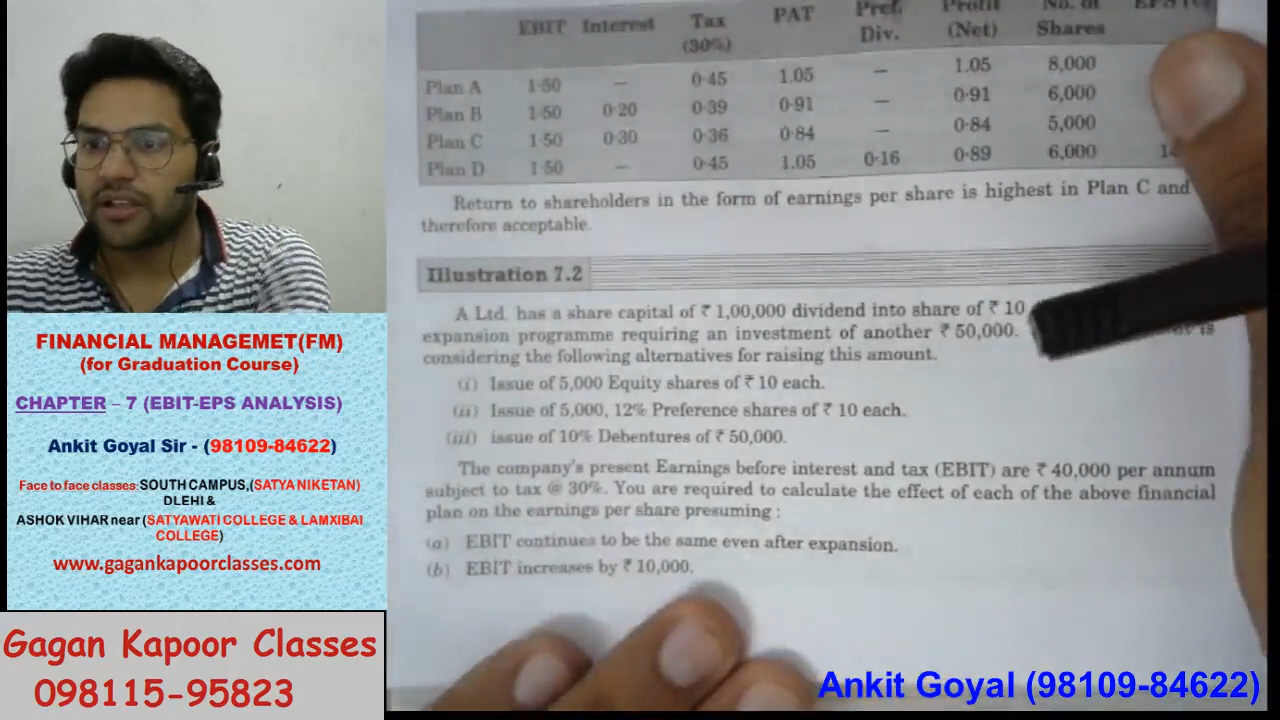 EBIT Interest Tax (30%) PAT Pref. Div. Profit (Net) No. of Shares
Plan A 1·50 — 0·45 1.05 — 1.05 8,000
Plan B 1·50 0·20 0·39 0·91 — 0·91 6,000
Plan C 1·50 0·30 0·36 0·84 — 0·84 5,000
Plan D 1·50 — 0·45 1.05 0·16 0·89 6,000
Return to shareholders in the form of earnings per share is highest in Plan C and
therefore acceptable.
Illustration 7.2
A Ltd. has a share capital of ₹ 1,00,000 dividend into share of ₹ 10
expansion programme requiring an investment of another ₹ 50,000. is
considering the following alternatives for raising this amount.
(i) Issue of 5,000 Equity shares of ₹ 10 each.
(ii) Issue of 5,000, 12% Preference shares of ₹ 10 each.
(iii) issue of 10% Debentures of ₹ 50,000.
The company's present Earnings before interest and tax (EBIT) are ₹ 40,000 per annum
subject to tax @ 30%. You are required to calculate the effect of each of the above financial
plan on the earnings per share presuming :
(a) EBIT continues to be the same even after expansion.
(b) EBIT increases by ₹ 10,000.
FINANCIAL MANAGEMET(FM)
(for Graduation Course)
CHAPTER – 7 (EBIT-EPS ANALYSIS)
Ankit Goyal Sir - (98109-84622)
Face to face classes: SOUTH CAMPUS,(SATYA NIKETAN)
DLEHI &
ASHOK VIHAR near (SATYAWATI COLLEGE & LAMXIBAI
COLLEGE)
www.gagankapoorclasses.com
Gagan Kapoor Classes
098115-95823
Ankit Goyal (98109-84622)